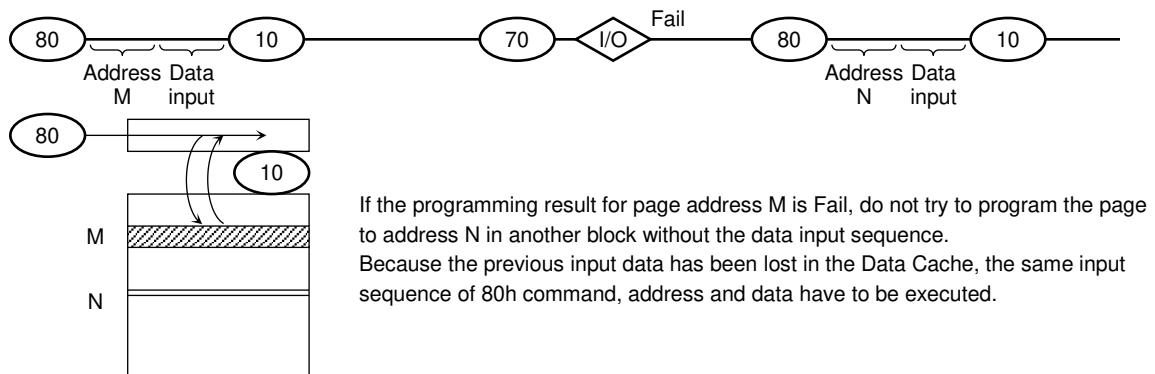 Fail
80 10 70 I/O 80 10
Address Data Address Data
M input N input
80
10
If the programming result for page address M is Fail, do not try to program the page
M
to address N in another block without the data input sequence.
Because the previous input data has been lost in the Data Cache, the same input
N
sequence of 80h command, address and data have to be executed.